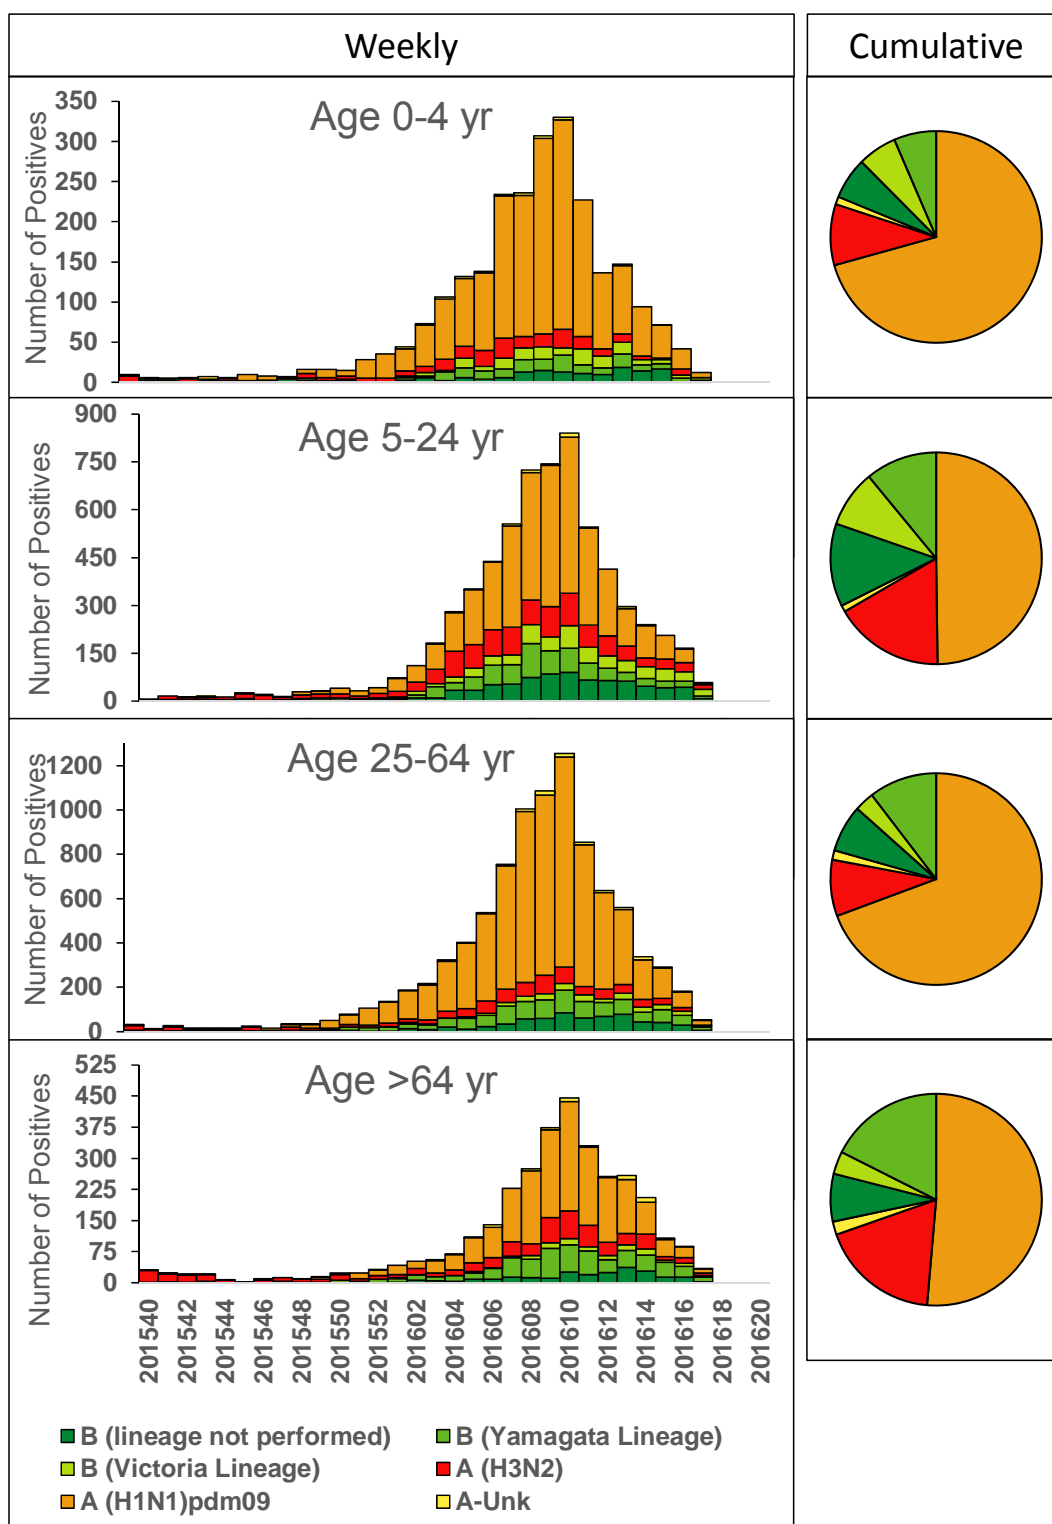 Weekly
Cumulative
Age 0-4 yr
Number of Positives
350
300
250
200
150
100
50
0
Age 5-24 yr
Number of Positives
900
750
600
450
300
150
0
Age 25-64 yr
Number of Positives
1200
1000
800
600
400
200
0
Age >64 yr
Number of Positives
525
450
375
300
225
150
75
0
201540
201542
201544
201546
201548
201550
201552
201602
201604
201606
201608
201610
201612
201614
201616
201618
201620
B (lineage not performed)
B (Yamagata Lineage)
B (Victoria Lineage)
A (H3N2)
A (H1N1)pdm09
A-Unk